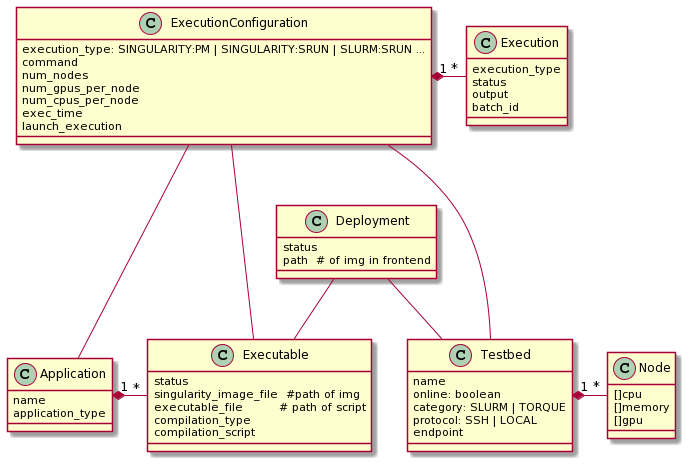 C ExecutionConfiguration
execution_type: SINGULARITY:PM | SINGULARITY:SRUN | SLURM:SRUN ...
command
num_nodes
num_gpus_per_node
num_cpus_per_node
exec_time
launch_execution
1 *
C Execution
execution_type
status
output
batch_id
C Deployment
status
path # of img in frontend
C Application
name
application_type
1 *
C Executable
status
singularity_image_file #path of img
executable_file # path of script
compilation_type
compilation_script
C Testbed
name
online: boolean
category: SLURM | TORQUE
protocol: SSH | LOCAL
endpoint
1 *
C Node
[]cpu
[]memory
[]gpu